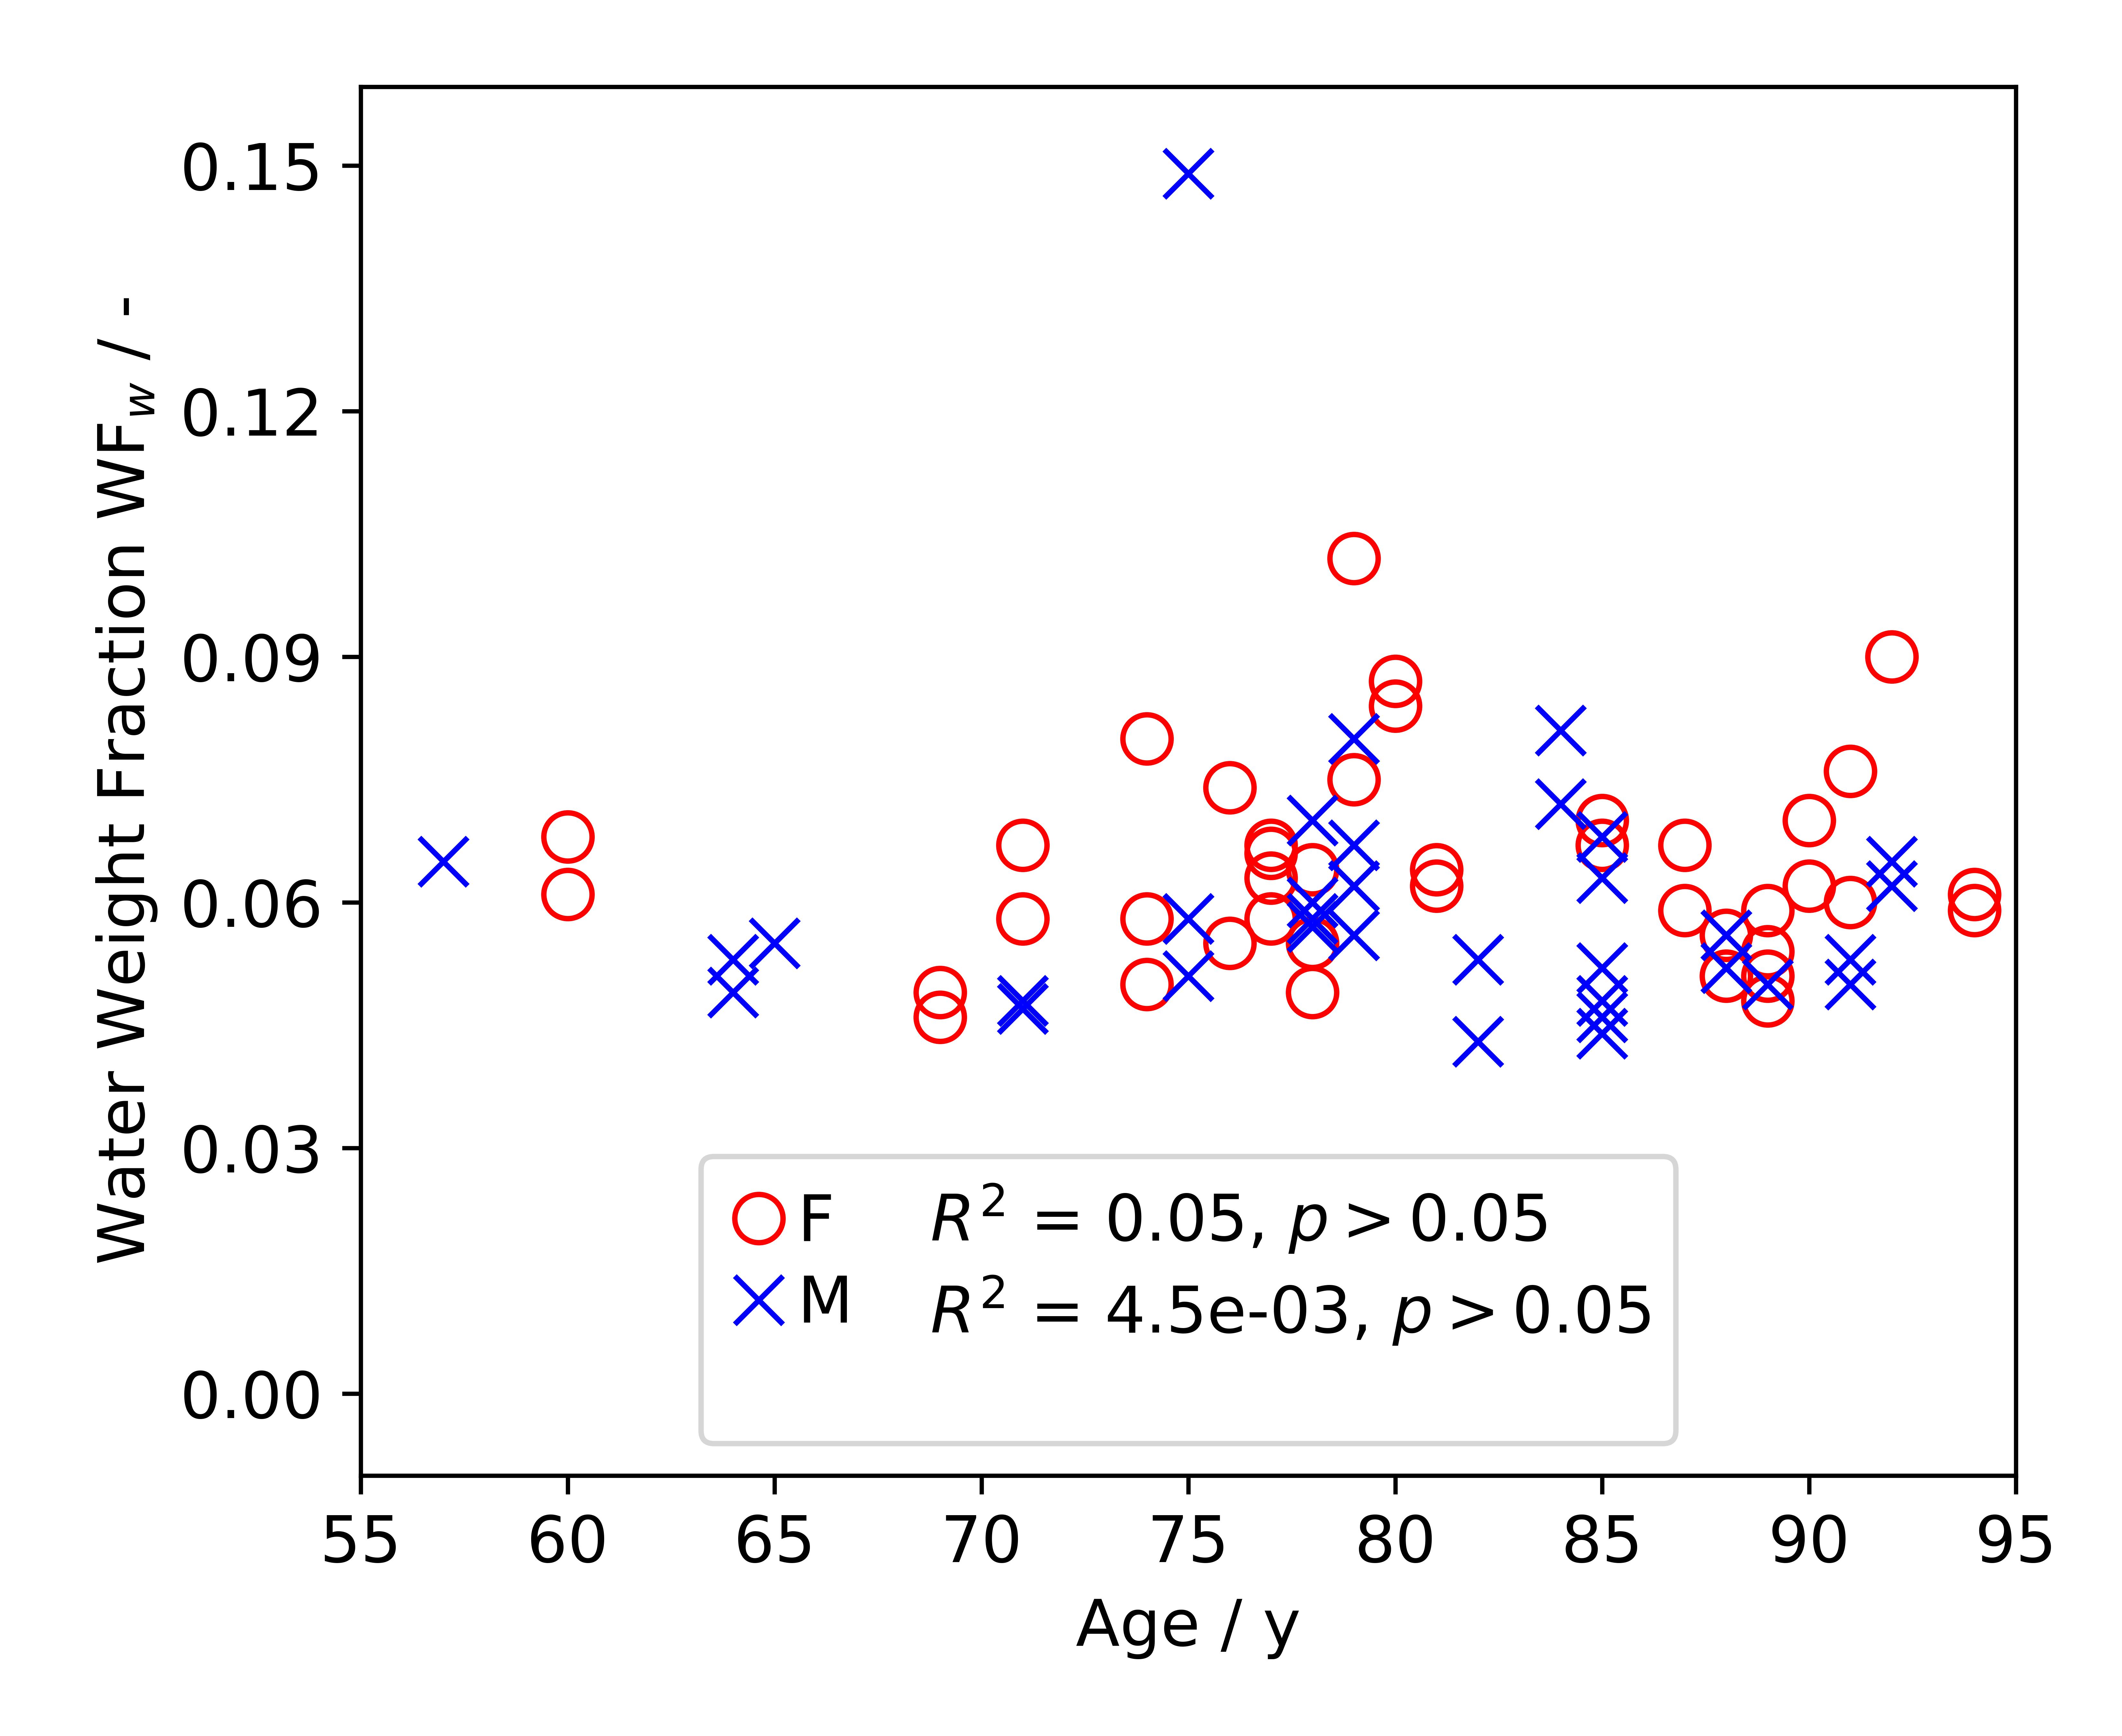 Water Weight Fraction WF_w / -
0.15
0.12
0.09
0.06
0.03
0.00
F R² = 0.05, p > 0.05
M R² = 4.5e-03, p > 0.05
55 60 65 70 75 80 85 90 95
Age / y